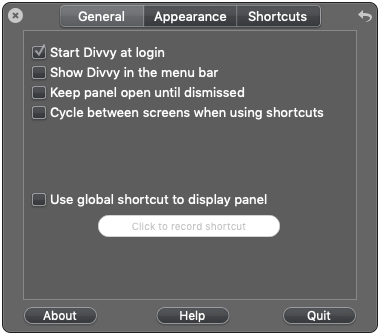 General Appearance Shortcuts
Start Divvy at login
Show Divvy in the menu bar
Keep panel open until dismissed
Cycle between screens when using shortcuts
Use global shortcut to display panel
Click to record shortcut
About Help Quit